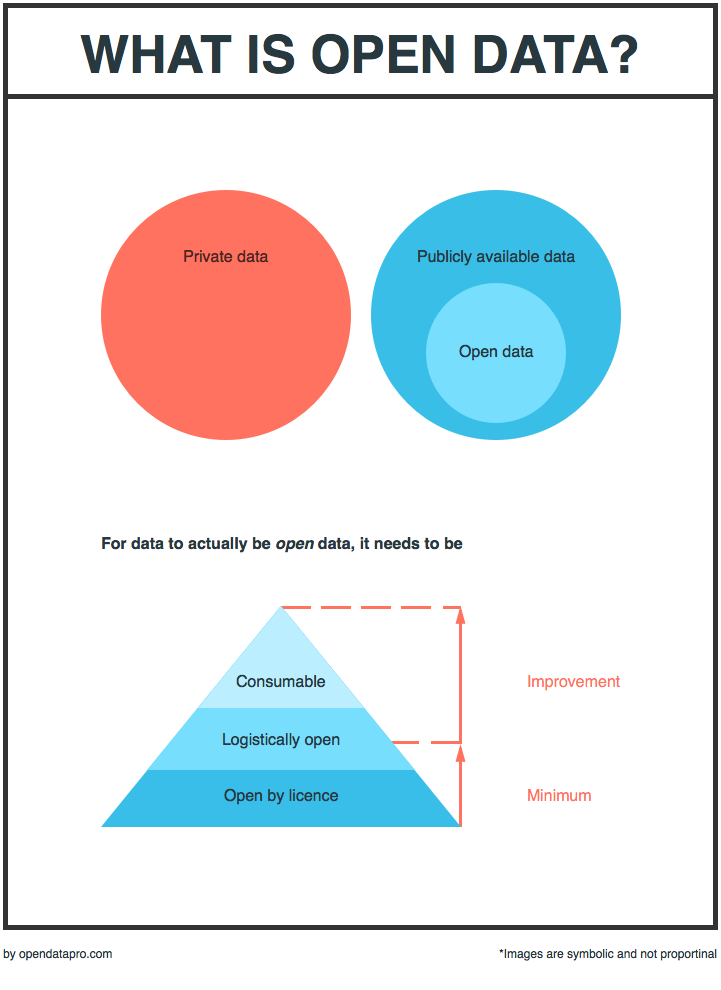 WHAT IS OPEN DATA?
Private data
Publicly available data
Open data
For data to actually be open data, it needs to be
Consumable
Improvement
Logistically open
Open by licence
Minimum
by opendatapro.com
*Images are symbolic and not proportinal